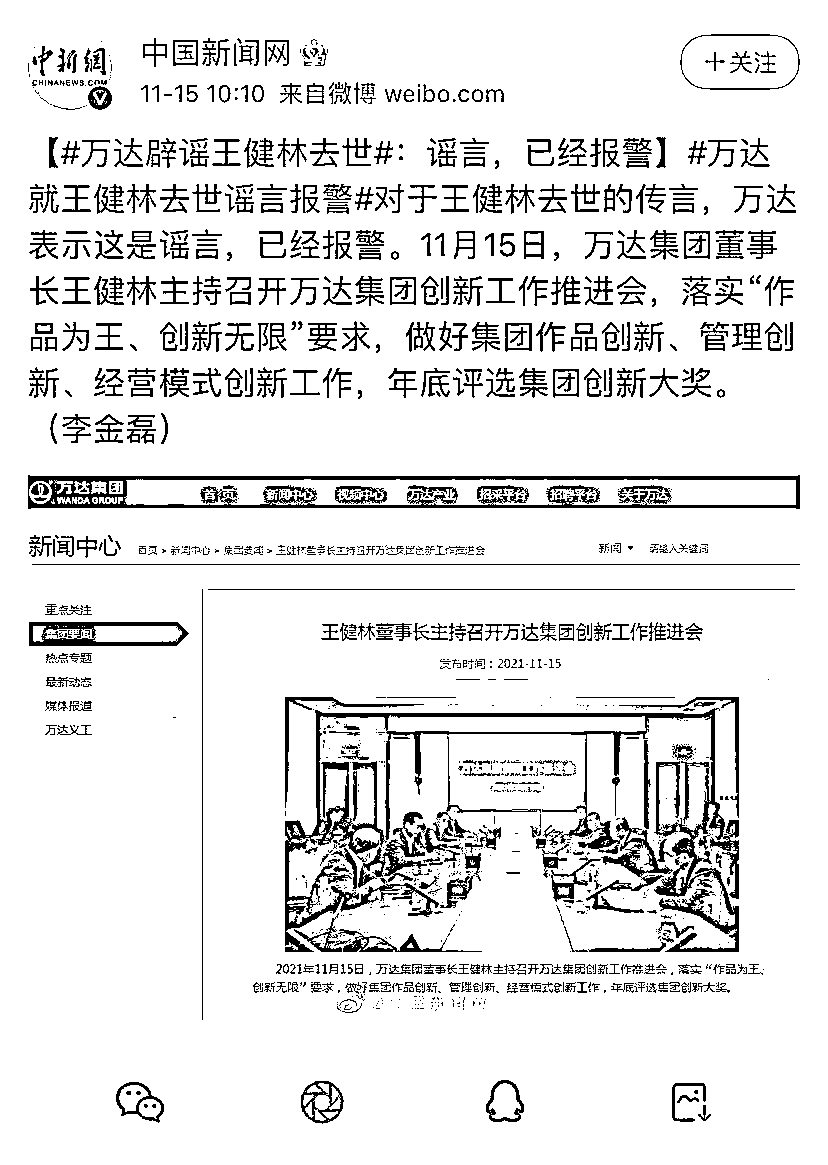 中新網
CHINANEWS.COM
中国新闻网
11-15 10:10 来自微博 weibo.com
十关注
【#万达辟谣王健林去世#：谣言，已经报警】#万达
就王健林去世谣言报警#对于王健林去世的传言，万达
表示这是谣言，已经报警。11月15日，万达集团董事
长王健林主持召开万达集团创新工作推进会，落实“作
品为王、创新无限”要求，做好集团作品创新、管理创
新、经营模式创新工作，年底评选集团创新大奖。
（李金磊）
万达集团
WANDA GROUP
首页 新闻中心 视频中心 万达产业 招采平台 招聘平台 关于万达
新闻中心 首页 > 新闻中心 > 集团要闻 > 王健林董事长主持召开万达集团创新工作推进会 新闻 请输入关键词
重点关注
集团要闻
热点专题
最新动态
媒体报道
万达义工
王健林董事长主持召开万达集团创新工作推进会
发布时间：2021-11-15
2021年11月15日，万达集团董事长王健林主持召开万达集团创新工作推进会，落实“作品为王、
创新无限”要求，做好集团作品创新、管理创新、经营模式创新工作，年底评选集团创新大奖。